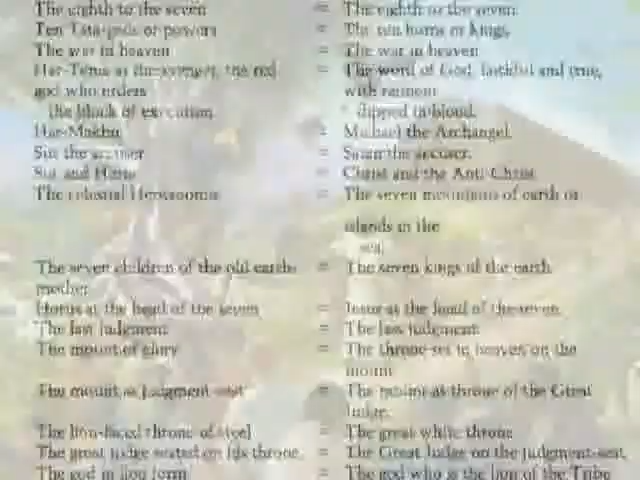 The eighth to the seven = The eighth to the seven.
Ten Tata-gods or powers = The ten horns or kings.
The war in heaven = The war in heaven
Har-Tema as the avenger, the red = The word of God, faithful and true,
god who orders with raiment
the block of execution. dipped in blood.
Har-Makhu = Michael the Archangel.
Sut the accuser = Satan the accuser.
Sut and Horus = Christ and the Anti-Christ
The celestial Heptanomis = The seven mountains of earth or
islands in the
sea.
The seven children of the old earth- = The seven kings of the earth
mother
Horus at the head of the seven = Jesus at the head of the seven
The last judgment = The last judgment
The mount of glory = The throne set in heaven on the
mount
The mount as judgment-seat = The mount as throne of the Great
Judge.
The lion-faced throne of steel = The great white throne
The great judge seated on his throne = The Great Judge on the judgment-seat.
The god in lion form = The god who is the lion of the Tribe